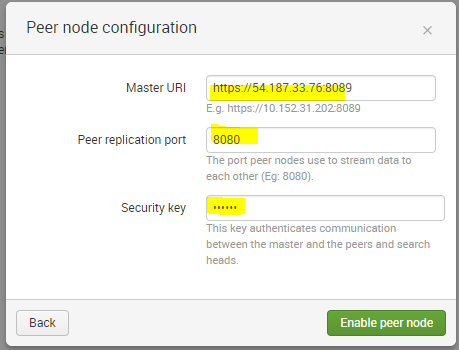 Peer node configuration ×
Master URI https://54.187.33.76:8089
E.g. https://10.152.31.202:8089
Peer replication port 8080
The port peer nodes use to stream data to
each other (Eg: 8080).
Security key ••••••
This key authenticates communication
between the master and the peers and search
heads.
Back Enable peer node